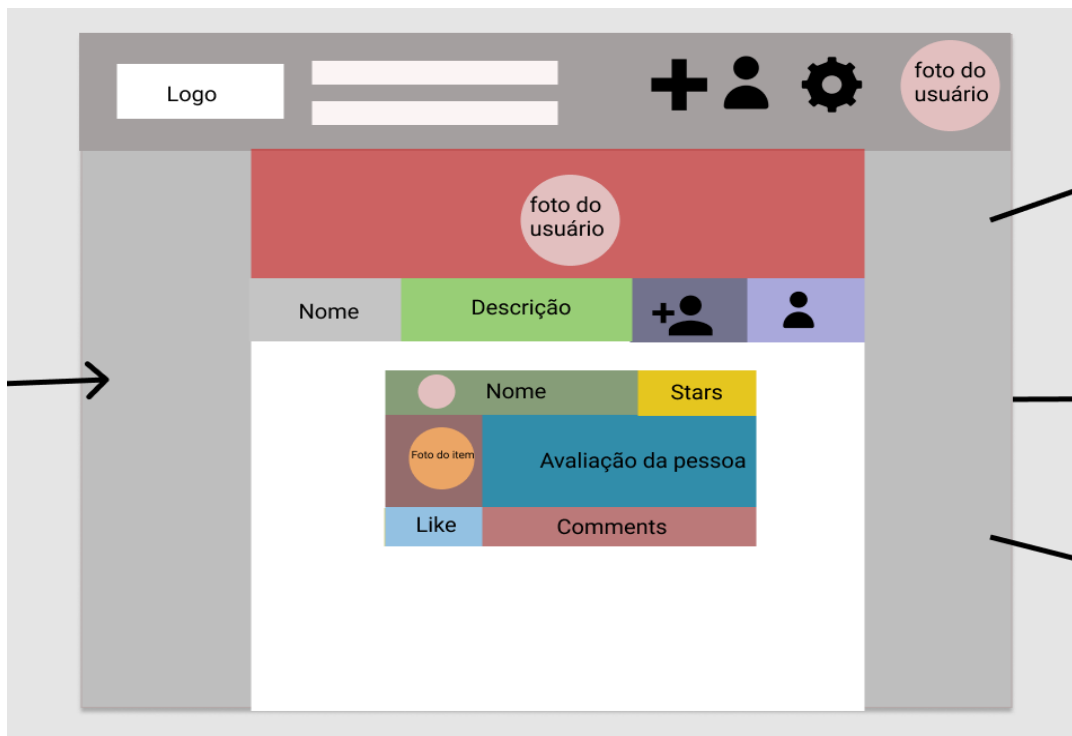 Logo
foto do
usuário
foto do
usuário
Nome
Descrição
Nome
Stars
Foto do item
Avaliação da pessoa
Like
Comments